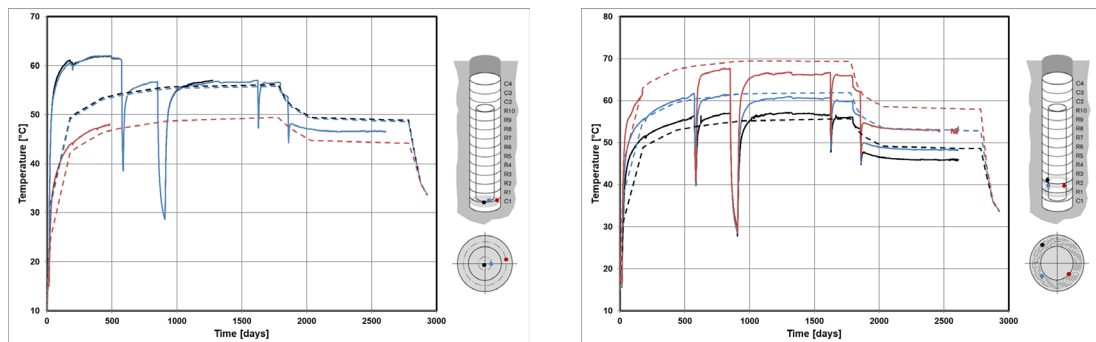 70
60
50
40
30
20
10
Temperature [°C]
0
500
1000
1500
2000
2500
3000
Time [days]
C4
C3
C2
R10
R9
R8
R7
R6
R5
R4
R3
R2
R1
C1
80
70
60
50
40
30
20
10
Temperature [°C]
0
500
1000
1500
2000
2500
3000
Time [days]
C4
C3
C2
R10
R9
R8
R7
R6
R5
R4
R3
R2
R1
C1